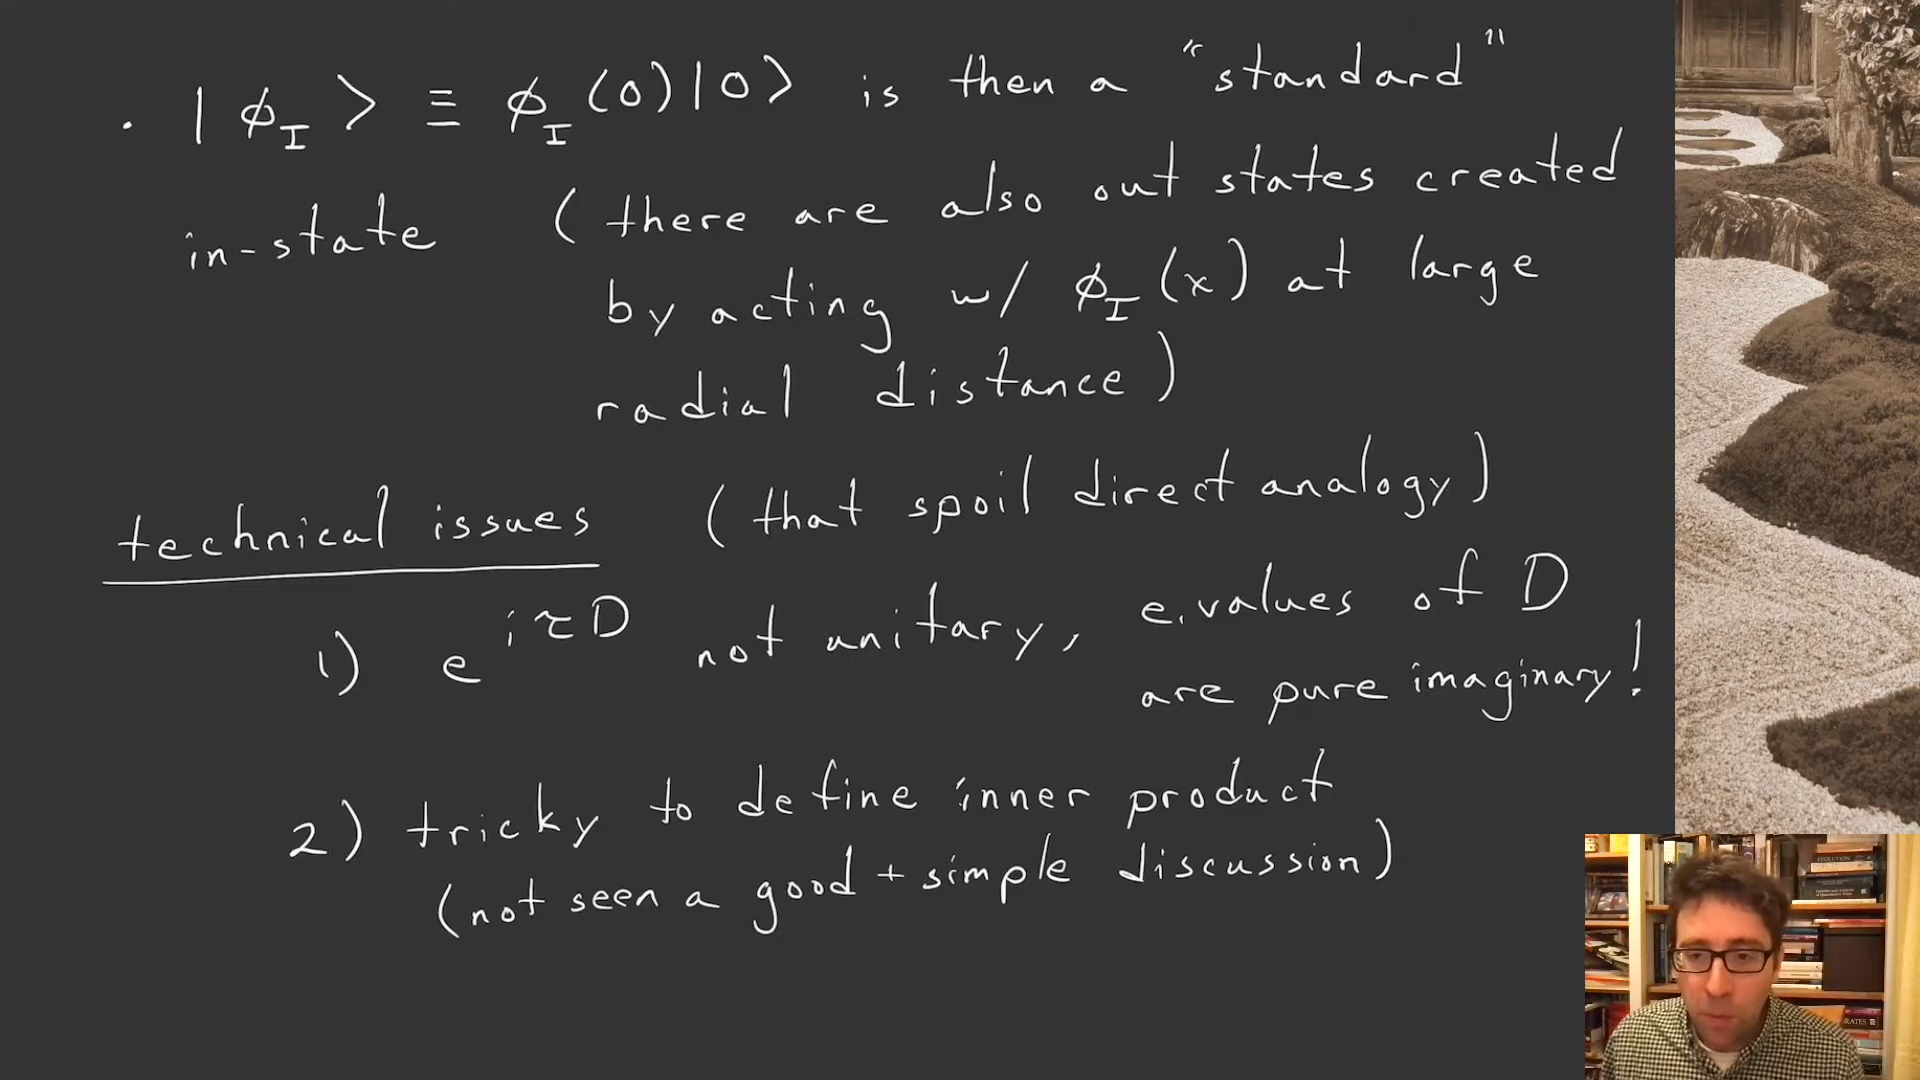 · | ϕ_I > ≡ ϕ_I(0)|0> is then a "standard"
in-state (there are also out states created
by acting w/ ϕ_I(x) at large
radial distance)
technical issues (that spoil direct analogy)
1) e^{iτD} not unitary, e.values of D
are pure imaginary!
2) tricky to define inner product
(not seen a good + simple discussion)
EVOLUTION